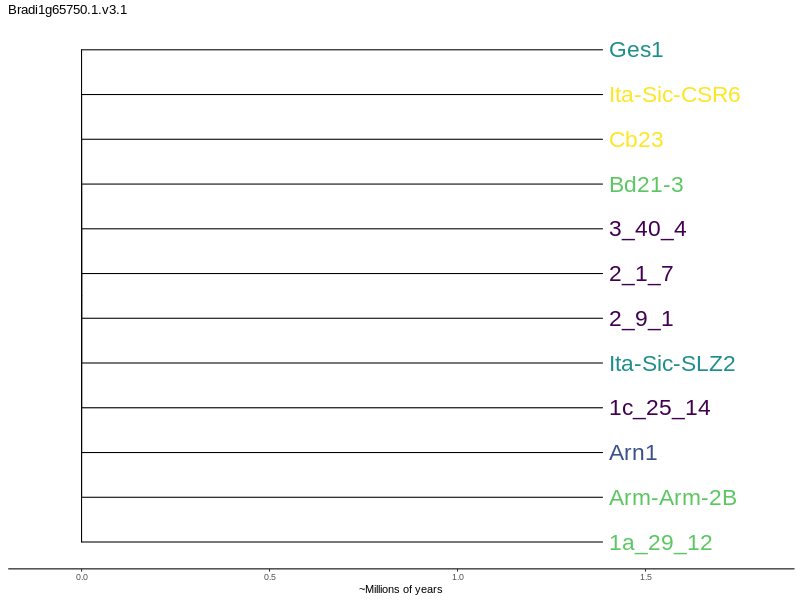 Bradi1g65750.1.v3.1
Ges1
Ita-Sic-CSR6
Cb23
Bd21-3
3_40_4
2_1_7
2_9_1
Ita-Sic-SLZ2
1c_25_14
Arn1
Arm-Arm-2B
1a_29_12
0.0 0.5 1.0 1.5
~Millions of years